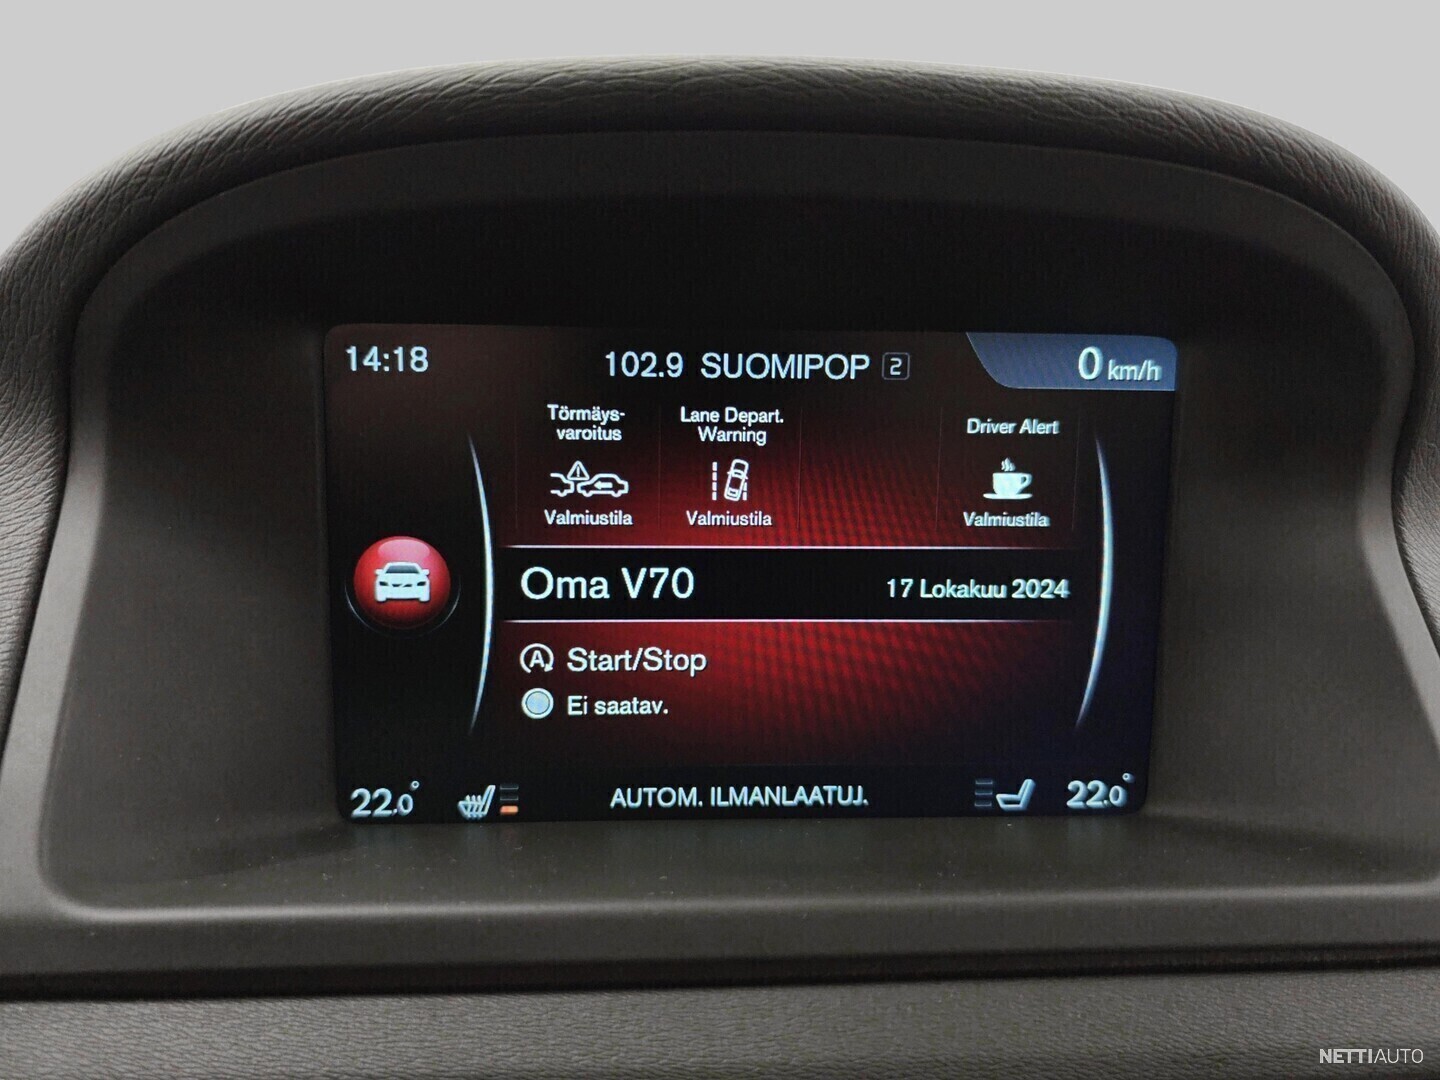 14:18
102.9 SUOMIPOP 2
0 km/h
Törmäys-
varoitus
Lane Depart.
Warning
Driver Alert
Valmiustila
Valmiustila
Valmiustila
Oma V70
17 Lokakuu 2024
A Start/Stop
Ei saatav.
22.0°
AUTOM. ILMANLAATUJ.
22.0°
NETTIAUTO